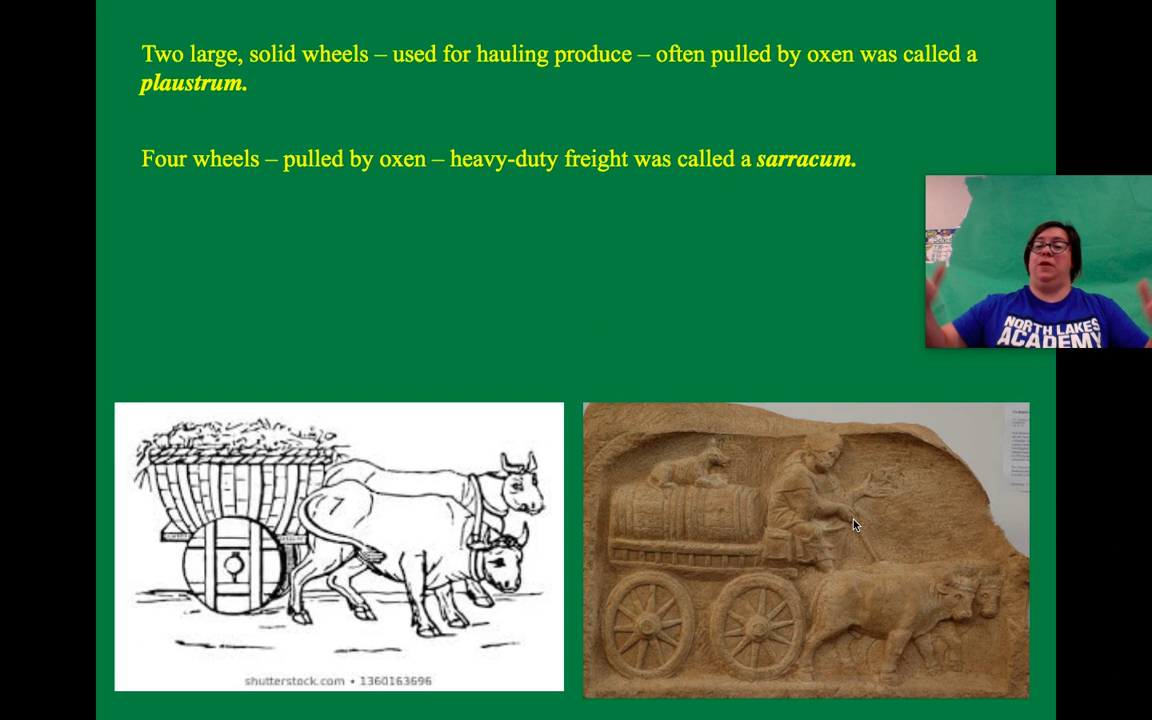 Two large, solid wheels – used for hauling produce – often pulled by oxen was called a
plaustrum.
Four wheels – pulled by oxen – heavy-duty freight was called a sarracum.
NORTH LAKES
ACADEMY
shutterstock.com • 1360163696